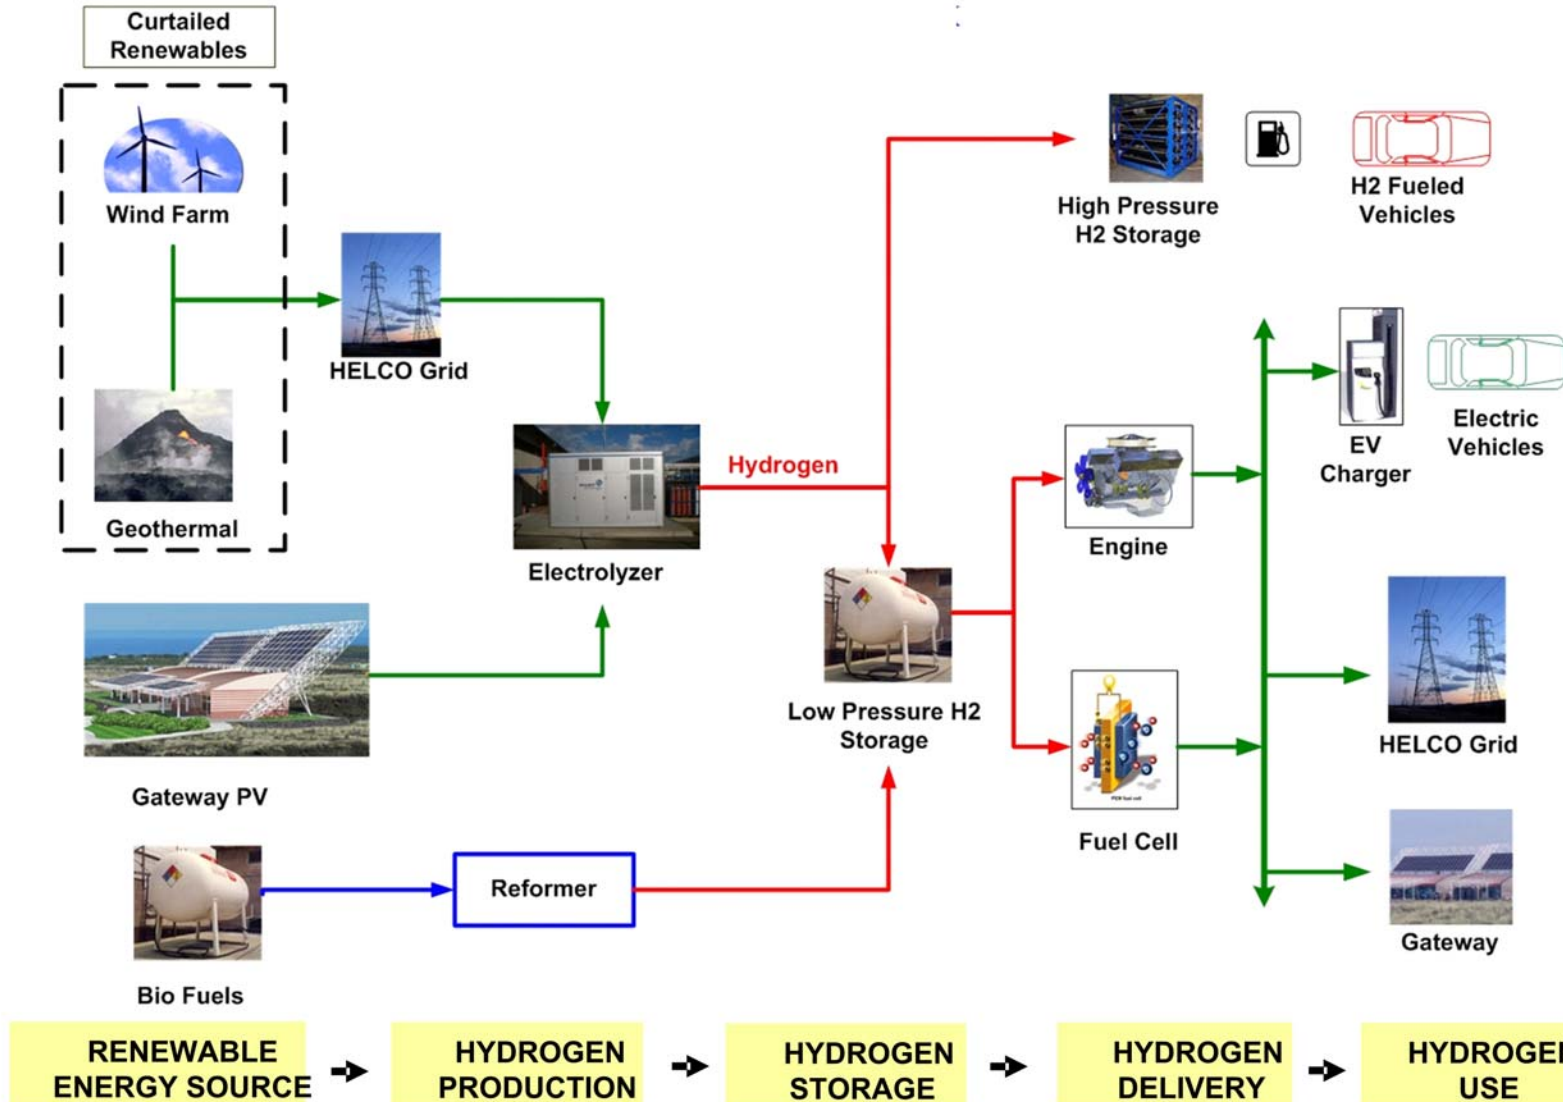 Curtailed
Renewables
Wind Farm
HELCO Grid
Geothermal
Electrolyzer
Hydrogen
Gateway PV
Bio Fuels
Reformer
Low Pressure H2
Storage
High Pressure
H2 Storage
H2 Fueled
Vehicles
Engine
Fuel Cell
EV
Charger
Electric
Vehicles
HELCO Grid
Gateway
RENEWABLE
ENERGY SOURCE
HYDROGEN
PRODUCTION
HYDROGEN
STORAGE
HYDROGEN
DELIVERY
HYDROGEN
USE